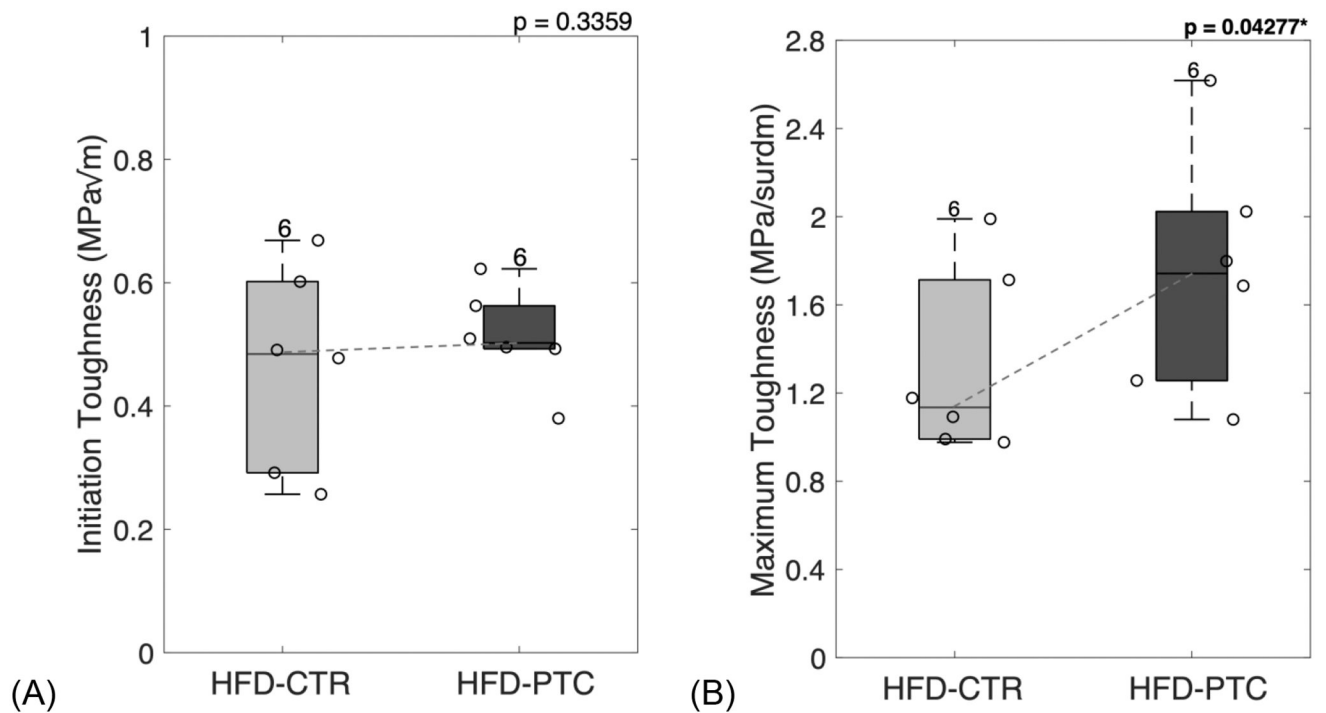 p = 0.3359
1
0.8
0.6
0.4
0.2
0
Initiation Toughness (MPa√m)
6
6
HFD-CTR
HFD-PTC
(A)
p = 0.04277*
2.8
2.4
2
1.6
1.2
0.8
0.4
0
Maximum Toughness (MPa/surdm)
6
6
HFD-CTR
HFD-PTC
(B)